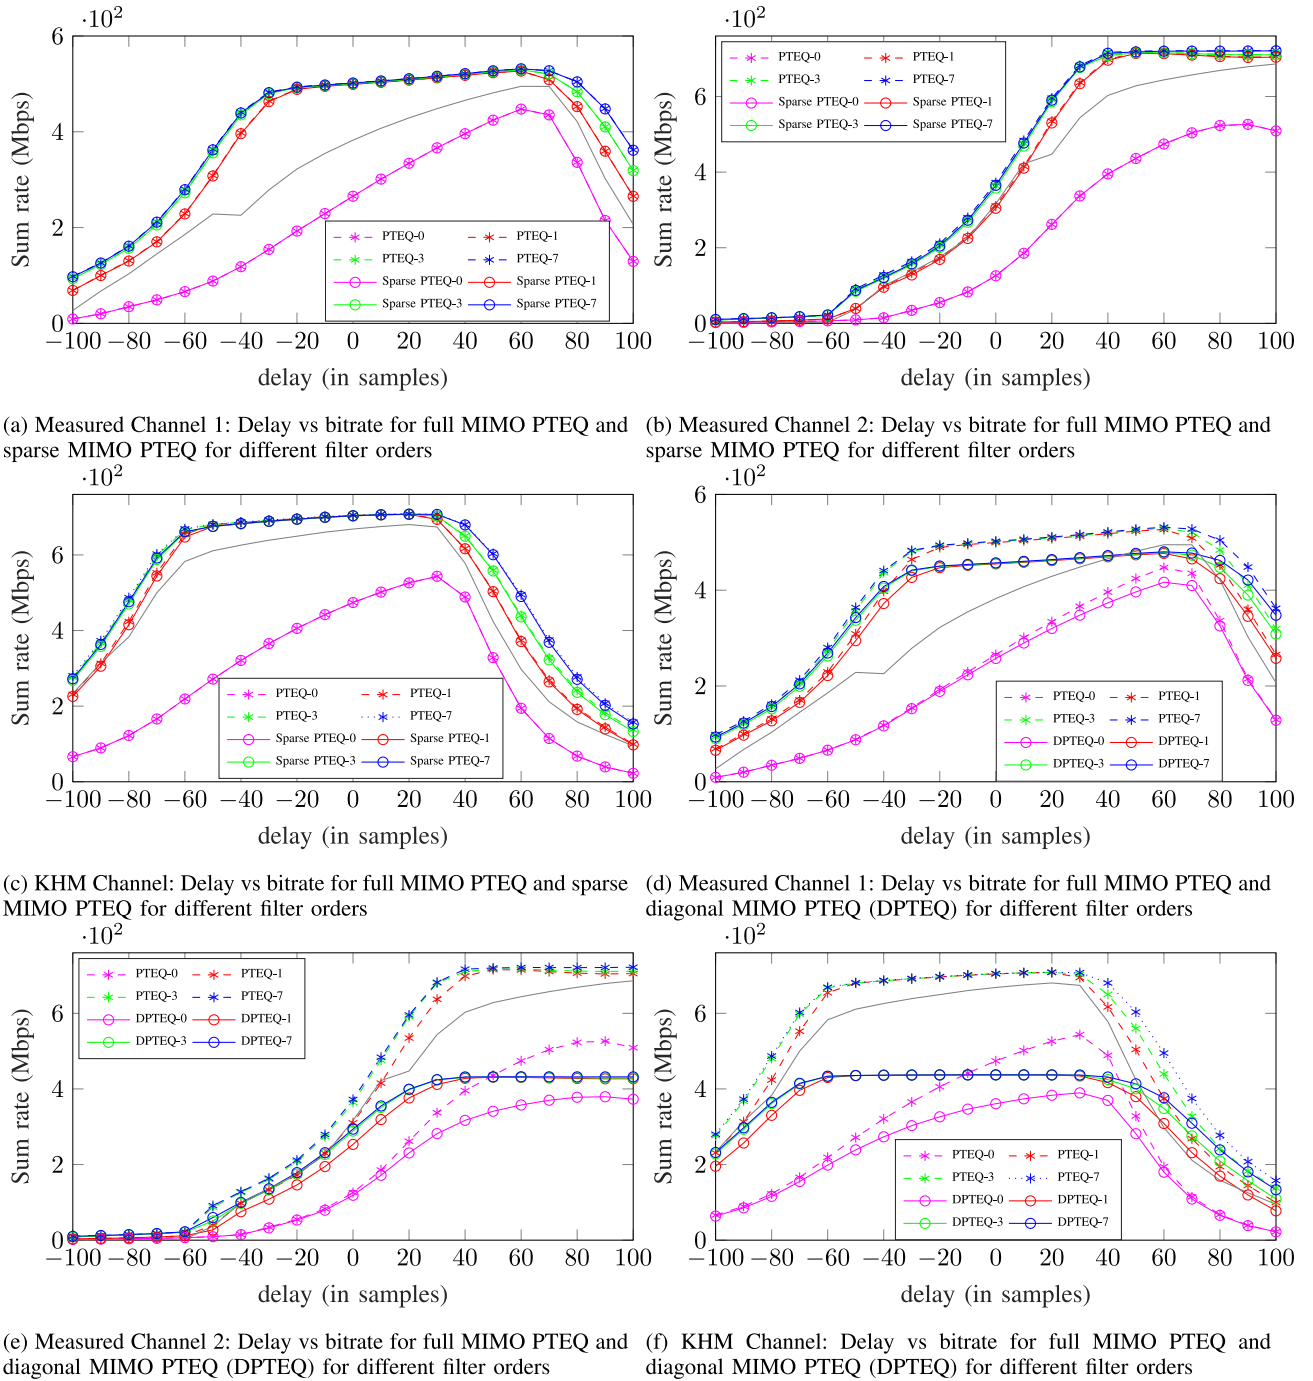 ·10²
6
4
2
0
Sum rate (Mbps)
PTEQ-0 PTEQ-1
PTEQ-3 PTEQ-7
Sparse PTEQ-0 Sparse PTEQ-1
Sparse PTEQ-3 Sparse PTEQ-7
−100 −80 −60 −40 −20 0 20 40 60 80 100
delay (in samples)
(a) Measured Channel 1: Delay vs bitrate for full MIMO PTEQ and
sparse MIMO PTEQ for different filter orders
·10²
6
4
2
0
Sum rate (Mbps)
PTEQ-0 PTEQ-1
PTEQ-3 PTEQ-7
Sparse PTEQ-0 Sparse PTEQ-1
Sparse PTEQ-3 Sparse PTEQ-7
−100 −80 −60 −40 −20 0 20 40 60 80 100
delay (in samples)
(b) Measured Channel 2: Delay vs bitrate for full MIMO PTEQ and
sparse MIMO PTEQ for different filter orders
·10²
6
4
2
0
Sum rate (Mbps)
PTEQ-0 PTEQ-1
PTEQ-3 PTEQ-7
Sparse PTEQ-0 Sparse PTEQ-1
Sparse PTEQ-3 Sparse PTEQ-7
−100 −80 −60 −40 −20 0 20 40 60 80 100
delay (in samples)
(c) KHM Channel: Delay vs bitrate for full MIMO PTEQ and sparse
MIMO PTEQ for different filter orders
·10²
6
4
2
0
Sum rate (Mbps)
PTEQ-0 PTEQ-1
PTEQ-3 PTEQ-7
DPTEQ-0 DPTEQ-1
DPTEQ-3 DPTEQ-7
−100 −80 −60 −40 −20 0 20 40 60 80 100
delay (in samples)
(d) Measured Channel 1: Delay vs bitrate for full MIMO PTEQ and
diagonal MIMO PTEQ (DPTEQ) for different filter orders
·10²
6
4
2
0
Sum rate (Mbps)
PTEQ-0 PTEQ-1
PTEQ-3 PTEQ-7
DPTEQ-0 DPTEQ-1
DPTEQ-3 DPTEQ-7
−100 −80 −60 −40 −20 0 20 40 60 80 100
delay (in samples)
(e) Measured Channel 2: Delay vs bitrate for full MIMO PTEQ and
diagonal MIMO PTEQ (DPTEQ) for different filter orders
·10²
6
4
2
0
Sum rate (Mbps)
PTEQ-0 PTEQ-1
PTEQ-3 PTEQ-7
DPTEQ-0 DPTEQ-1
DPTEQ-3 DPTEQ-7
−100 −80 −60 −40 −20 0 20 40 60 80 100
delay (in samples)
(f) KHM Channel: Delay vs bitrate for full MIMO PTEQ and
diagonal MIMO PTEQ (DPTEQ) for different filter orders